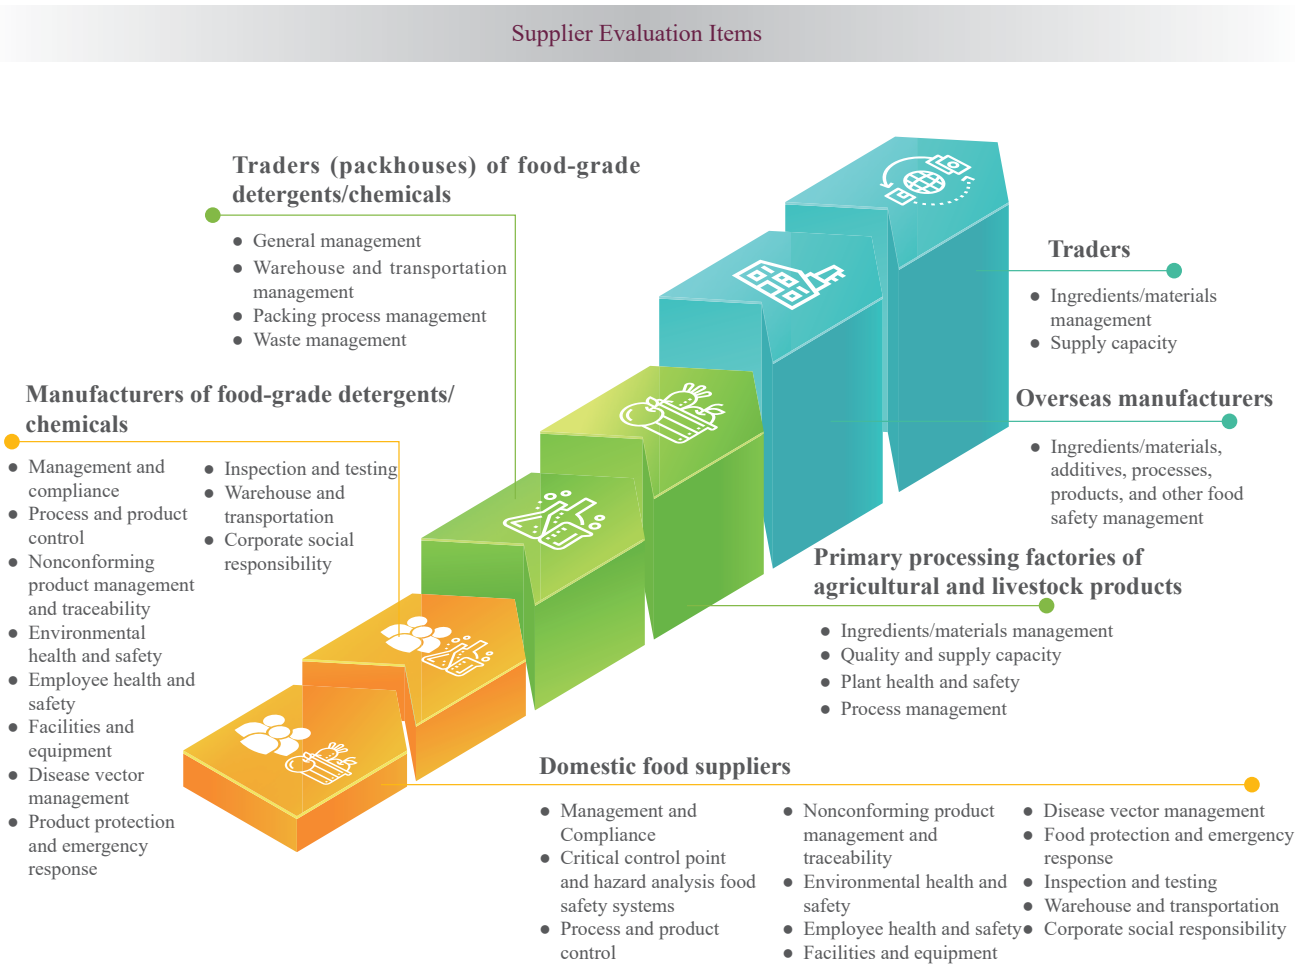 Supplier Evaluation Items
Traders (packhouses) of food-grade
detergents/chemicals
● General management
● Warehouse and transportation
management
● Packing process management
● Waste management
Manufacturers of food-grade detergents/
chemicals
● Management and
compliance
● Process and product
control
● Nonconforming
product management
and traceability
● Environmental
health and safety
● Employee health and
safety
● Facilities and
equipment
● Disease vector
management
● Product protection
and emergency
response
● Inspection and testing
● Warehouse and
transportation
● Corporate social
responsibility
Traders
● Ingredients/materials
management
● Supply capacity
Overseas manufacturers
● Ingredients/materials,
additives, processes,
products, and other food
safety management
Primary processing factories of
agricultural and livestock products
● Ingredients/materials management
● Quality and supply capacity
● Plant health and safety
● Process management
Domestic food suppliers
● Management and
Compliance
● Critical control point
and hazard analysis food
safety systems
● Process and product
control
● Nonconforming product
management and
traceability
● Environmental health and
safety
● Employee health and safety
● Facilities and equipment
● Disease vector management
● Food protection and emergency
response
● Inspection and testing
● Warehouse and transportation
● Corporate social responsibility